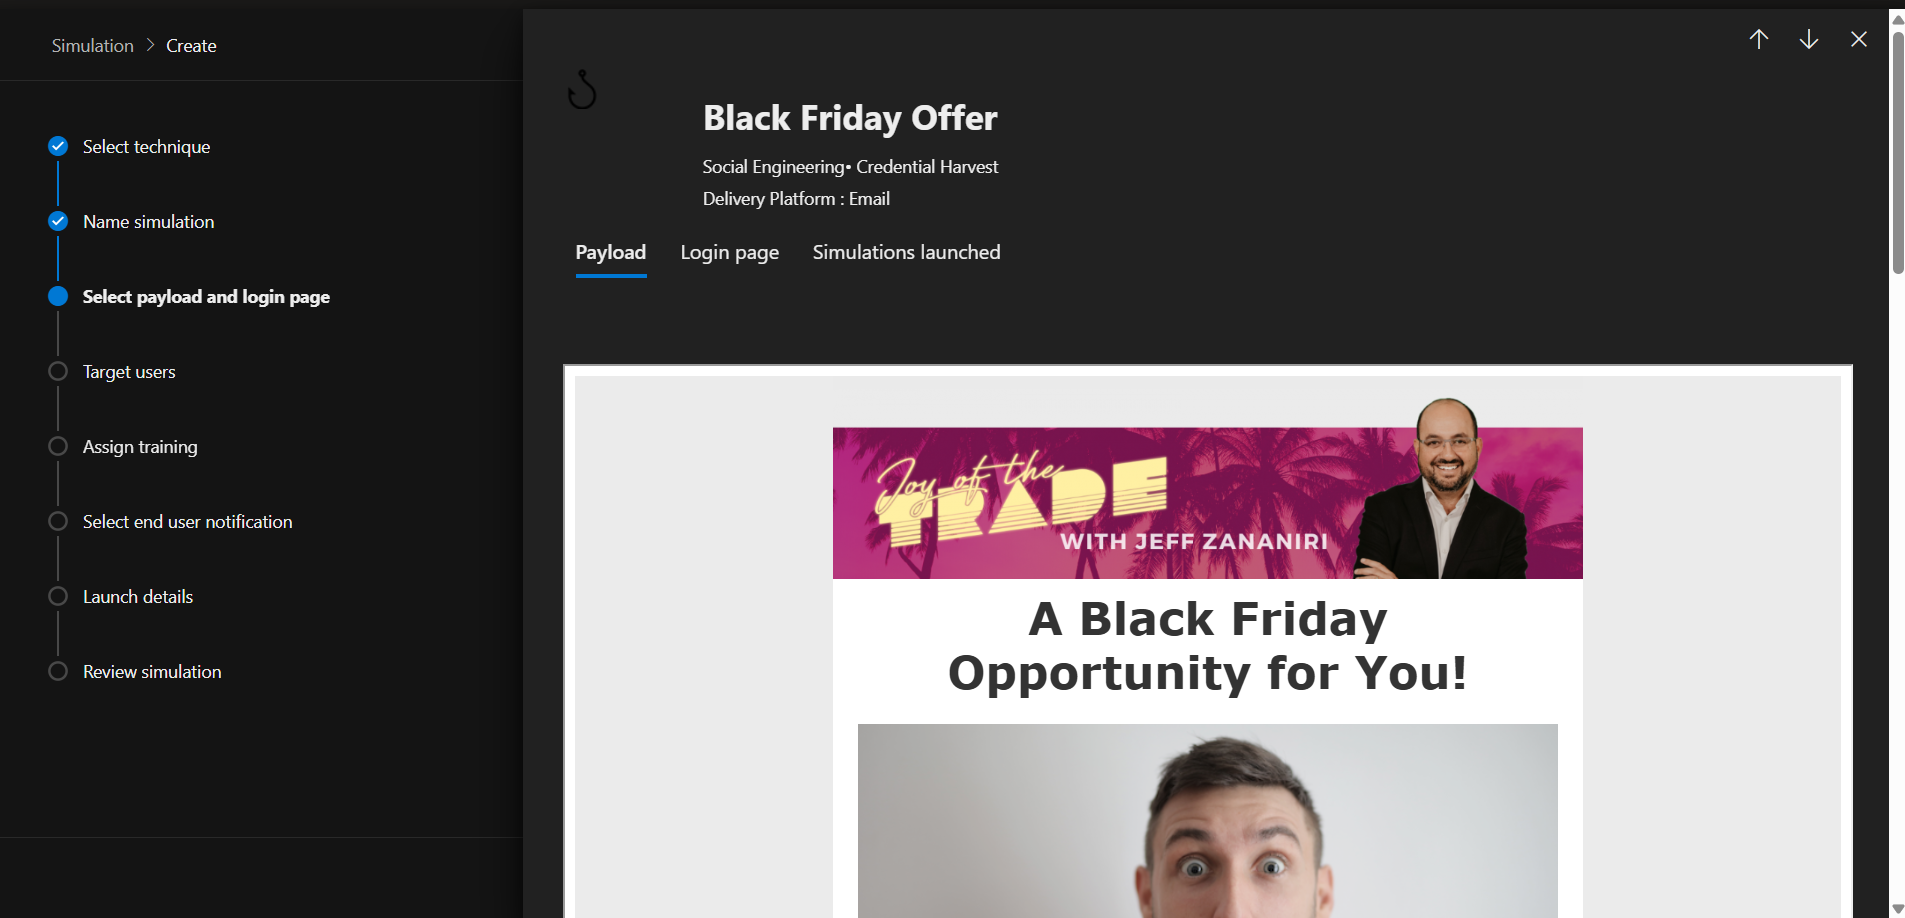 Simulation > Create
Select technique
Name simulation
Select payload and login page
Target users
Assign training
Select end user notification
Launch details
Review simulation
Black Friday Offer
Social Engineering• Credential Harvest
Delivery Platform : Email
Payload Login page Simulations launched
Joy of the
TRADE
WITH JEFF ZANANIRI
A Black Friday
Opportunity for You!